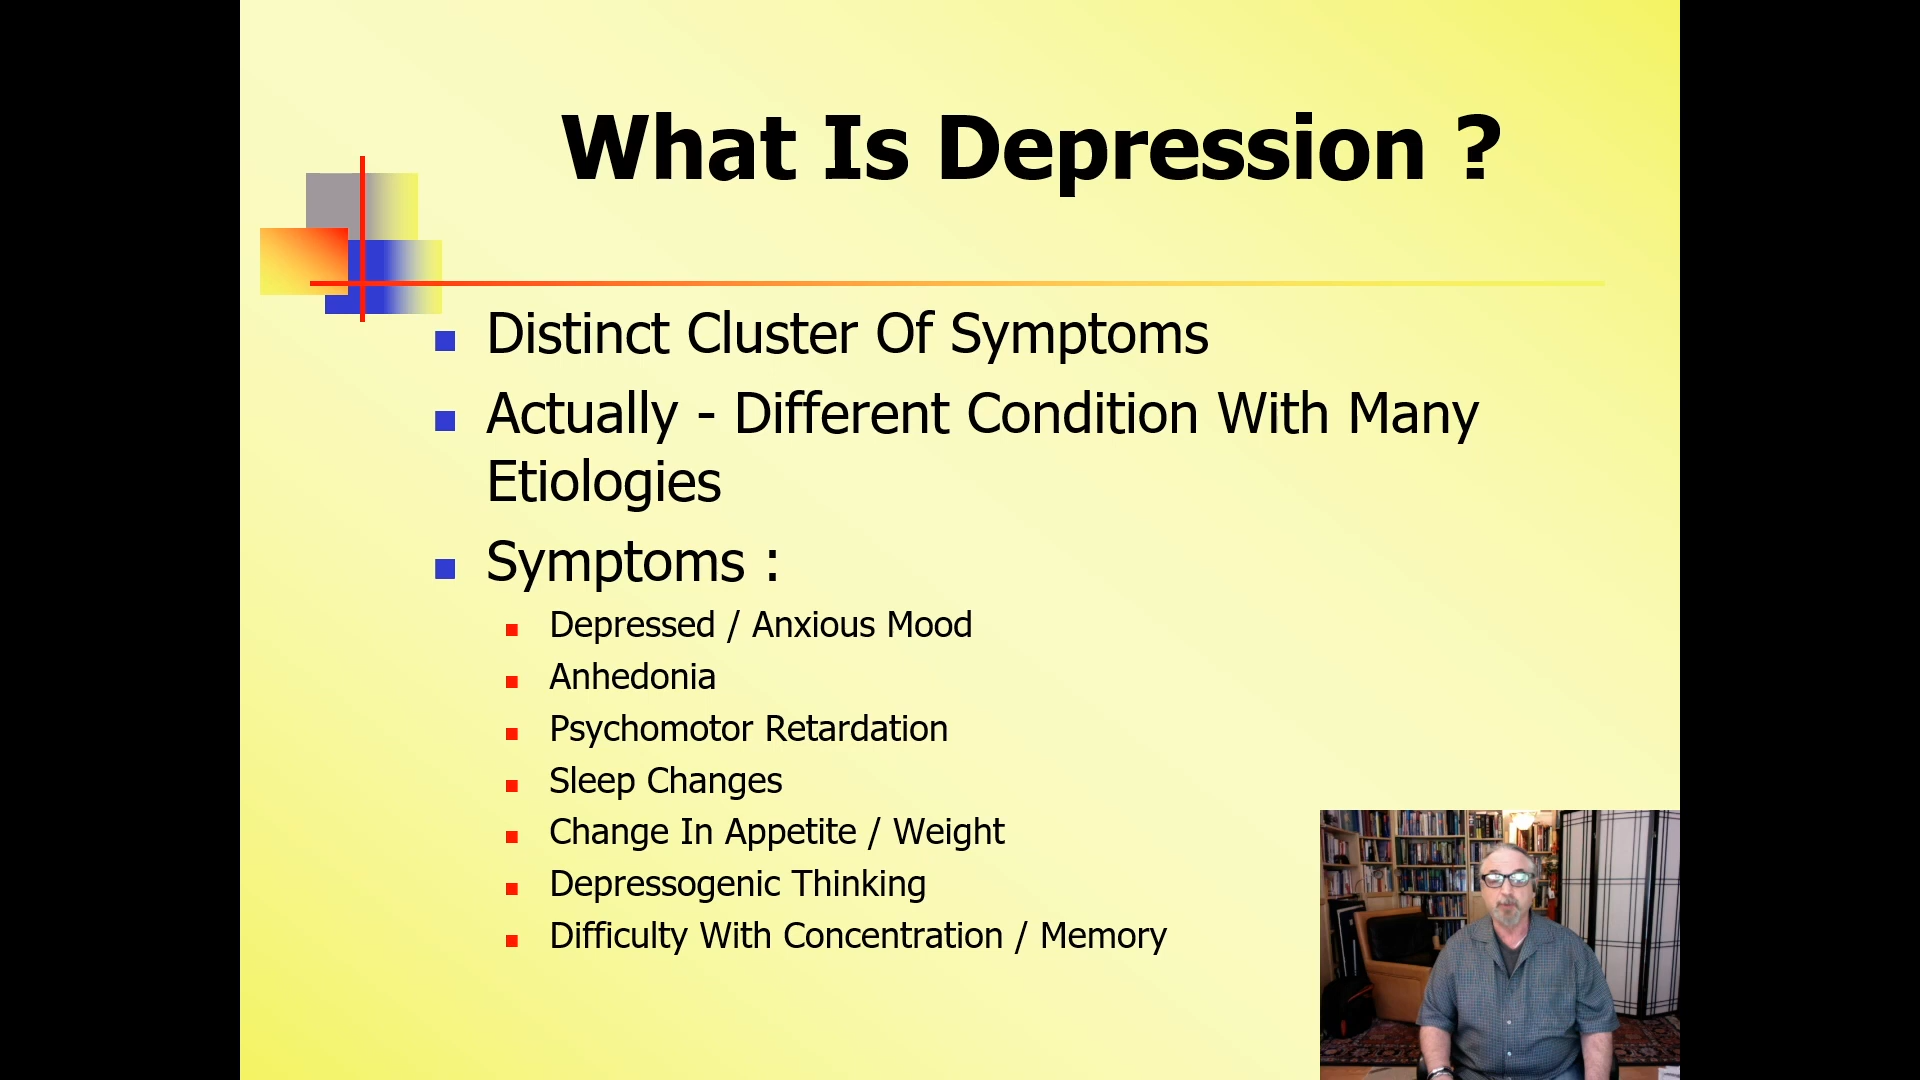 What Is Depression ?
Distinct Cluster Of Symptoms
Actually - Different Condition With Many
Etiologies
Symptoms :
Depressed / Anxious Mood
Anhedonia
Psychomotor Retardation
Sleep Changes
Change In Appetite / Weight
Depressogenic Thinking
Difficulty With Concentration / Memory